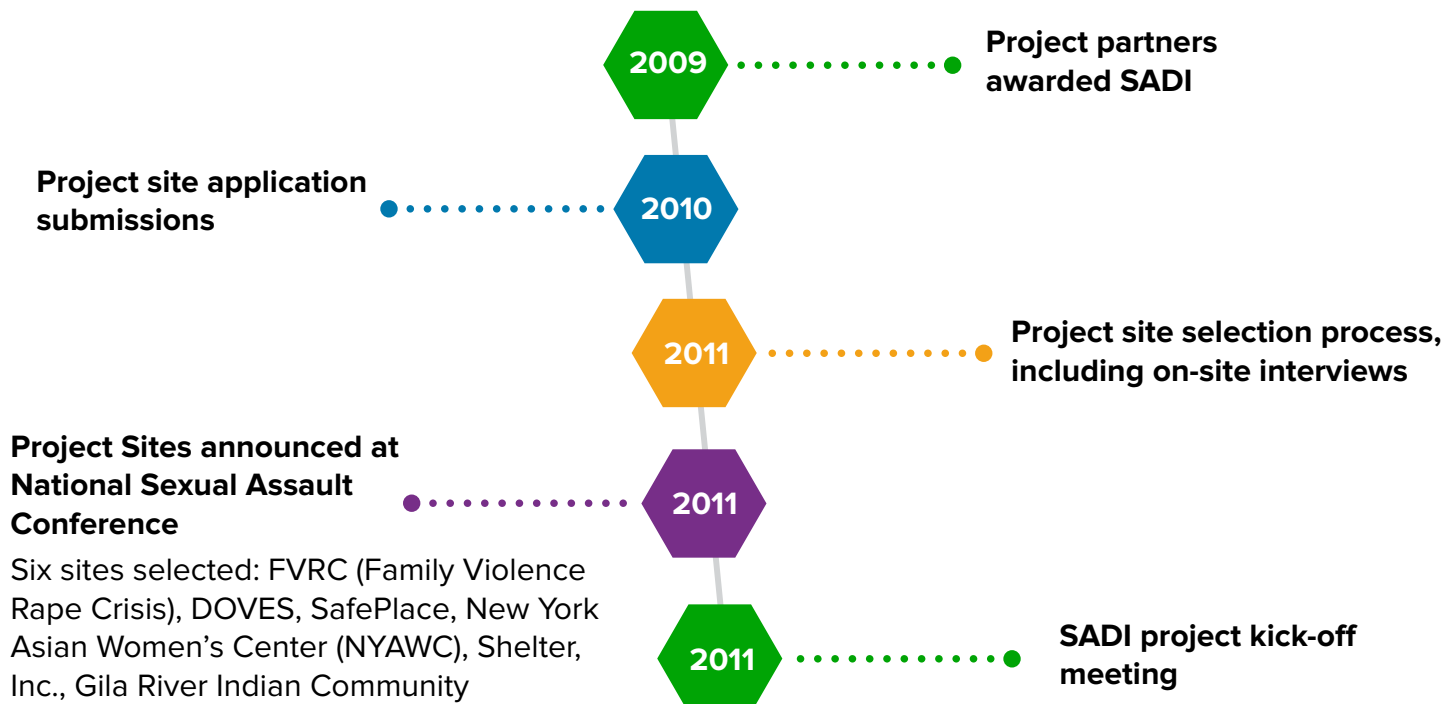 2009
Project partners
awarded SADI
Project site application
submissions
2010
2011
Project site selection process,
including on-site interviews
Project Sites announced at
National Sexual Assault
Conference
2011
Six sites selected: FVRC (Family Violence
Rape Crisis), DOVES, SafePlace, New York
Asian Women’s Center (NYAWC), Shelter,
Inc., Gila River Indian Community
2011
SADI project kick-off
meeting